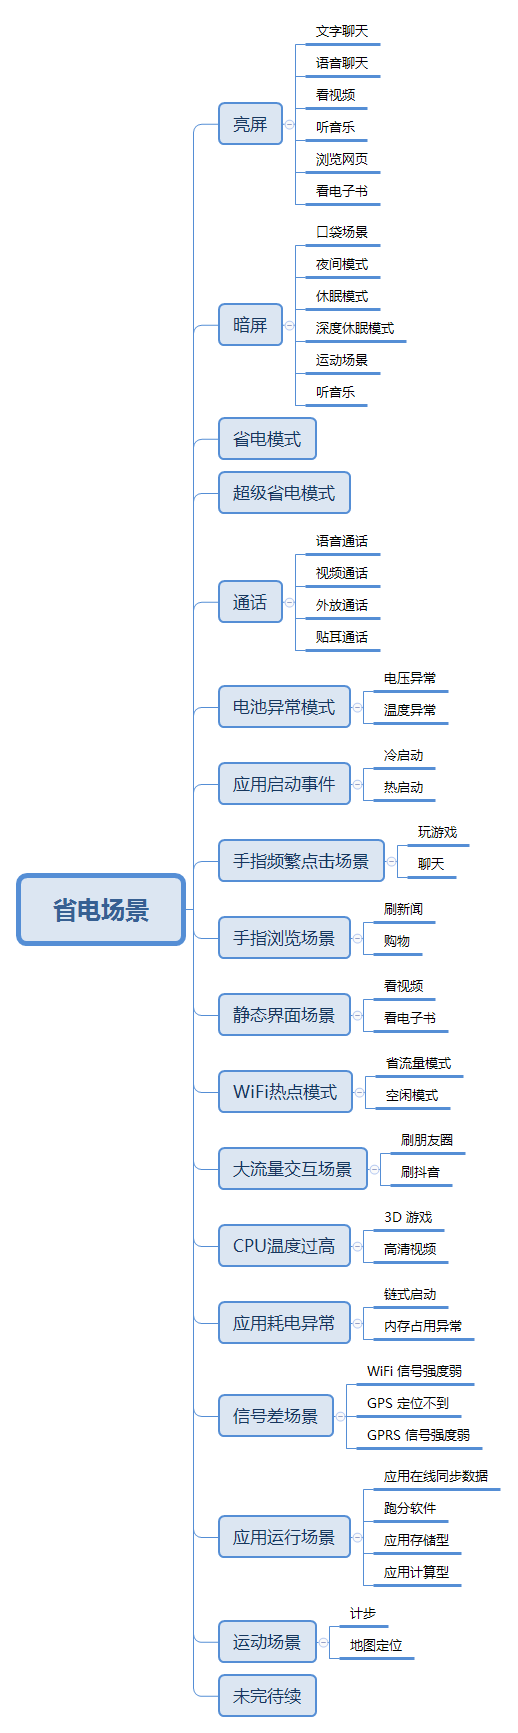 省电场景
亮屏
文字聊天
语音聊天
看视频
听音乐
浏览网页
看电子书
暗屏
口袋场景
夜间模式
休眠模式
深度休眠模式
运动场景
听音乐
省电模式
超级省电模式
通话
语音通话
视频通话
外放通话
贴耳通话
电池异常模式
电压异常
温度异常
应用启动事件
冷启动
热启动
手指频繁点击场景
玩游戏
聊天
手指浏览场景
刷新闻
购物
静态界面场景
看视频
看电子书
WiFi热点模式
省流量模式
空闲模式
大流量交互场景
刷朋友圈
刷抖音
CPU温度过高
3D 游戏
高清视频
应用耗电异常
链式启动
内存占用异常
信号差场景
WiFi 信号强度弱
GPS 定位不到
GPRS 信号强度弱
应用运行场景
应用在线同步数据
跑分软件
应用存储型
应用计算型
运动场景
计步
地图定位
未完待续